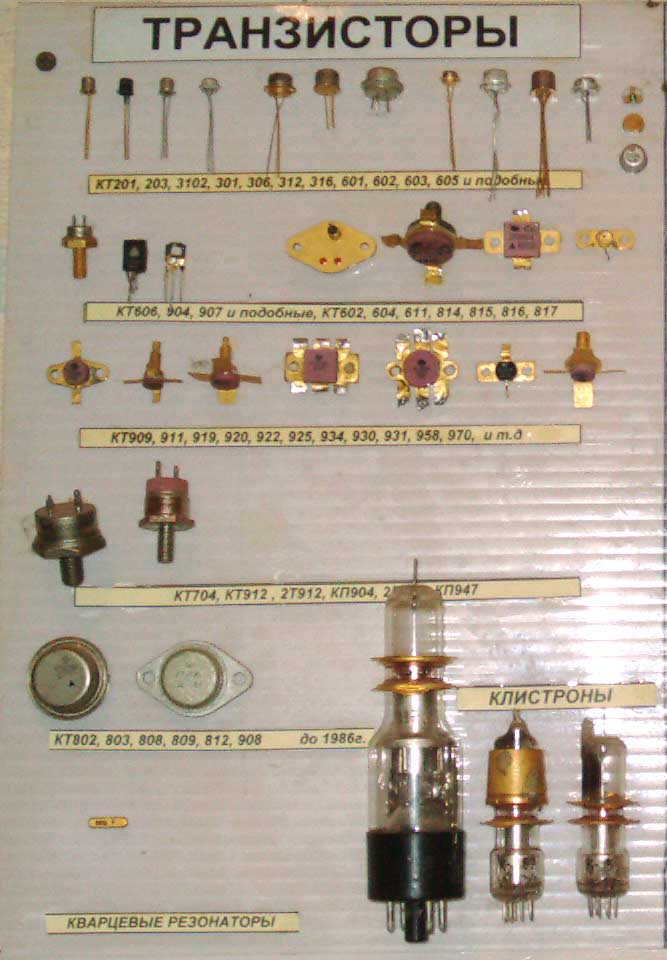 ТРАНЗИСТОРЫ
КТ201, 203, 3102, 301, 306, 312, 316, 601, 602, 603, 605 и подобные
КТ606, 904, 907 и подобные, КТ602, 604, 611, 814, 815, 816, 817
КТ909, 911, 919, 920, 922, 925, 934, 930, 931, 958, 970, и т.д
КТ704, КТ912 , 2Т912, КП904, КП947
КЛИСТРОНЫ
КТ802, 803, 808, 809, 812, 908 до 1986г.
КВАРЦЕВЫЕ РЕЗОНАТОРЫ